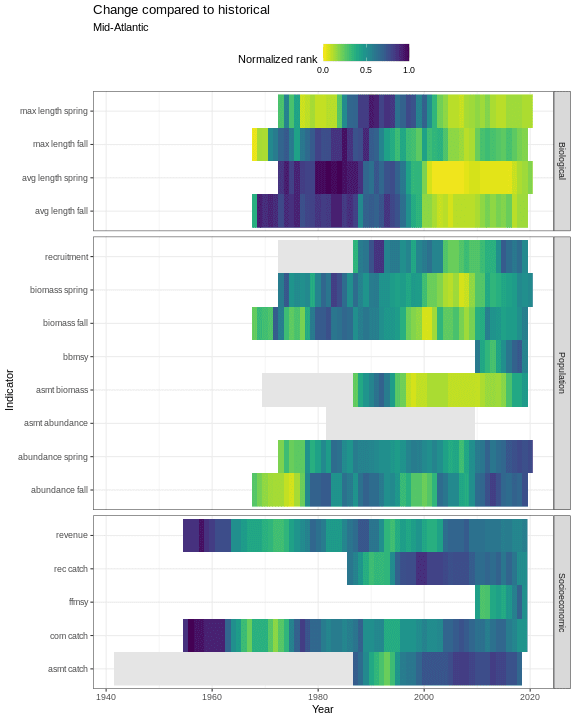 Change compared to historical
Mid-Atlantic
Normalized rank
0.0 0.5 1.0
Indicator
max length spring
max length fall
avg length spring
avg length fall
Biological
recruitment
biomass spring
biomass fall
bbmsy
asmt biomass
asmt abundance
abundance spring
abundance fall
Population
revenue
rec catch
ffmsy
com catch
asmt catch
Socioeconomic
1940 1960 1980 2000 2020
Year